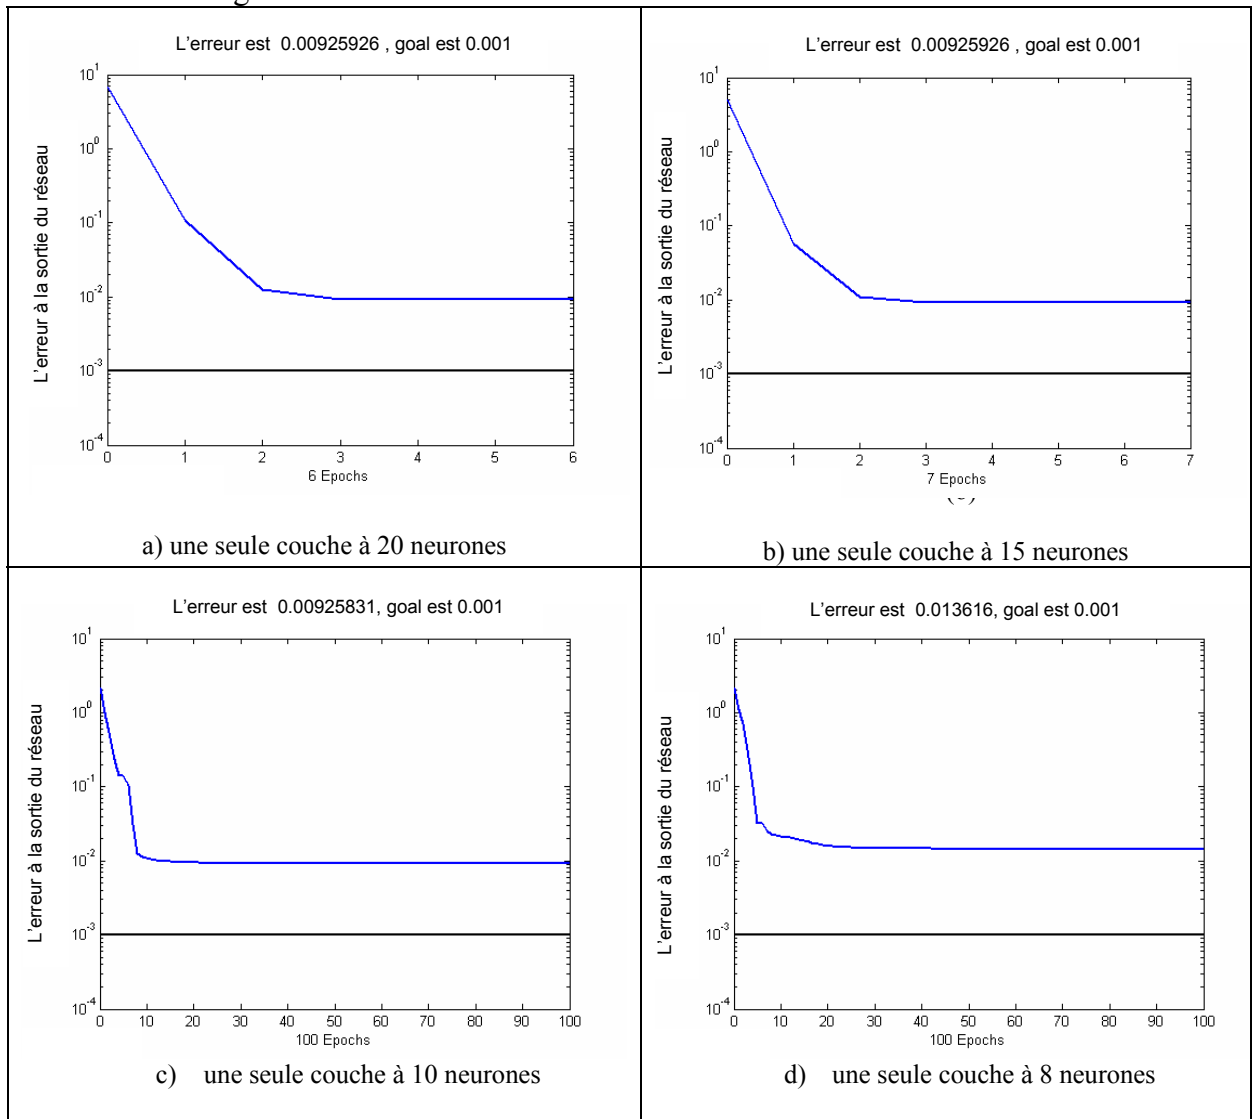 L'erreur est 0.00925926 , goal est 0.001
L'erreur à la sortie du réseau
10^1
10^0
10^-1
10^-2
10^-3
10^-4
0 1 2 3 4 5 6
6 Epochs
a) une seule couche à 20 neurones
L'erreur est 0.00925926 , goal est 0.001
L'erreur à la sortie du réseau
10^1
10^0
10^-1
10^-2
10^-3
10^-4
0 1 2 3 4 5 6 7
7 Epochs
b) une seule couche à 15 neurones
L'erreur est 0.00925831, goal est 0.001
L'erreur à la sortie du réseau
10^1
10^0
10^-1
10^-2
10^-3
10^-4
0 10 20 30 40 50 60 70 80 90 100
100 Epochs
c) une seule couche à 10 neurones
L'erreur est 0.013616, goal est 0.001
L'erreur à la sortie du réseau
10^1
10^0
10^-1
10^-2
10^-3
10^-4
0 10 20 30 40 50 60 70 80 90 100
100 Epochs
d) une seule couche à 8 neurones